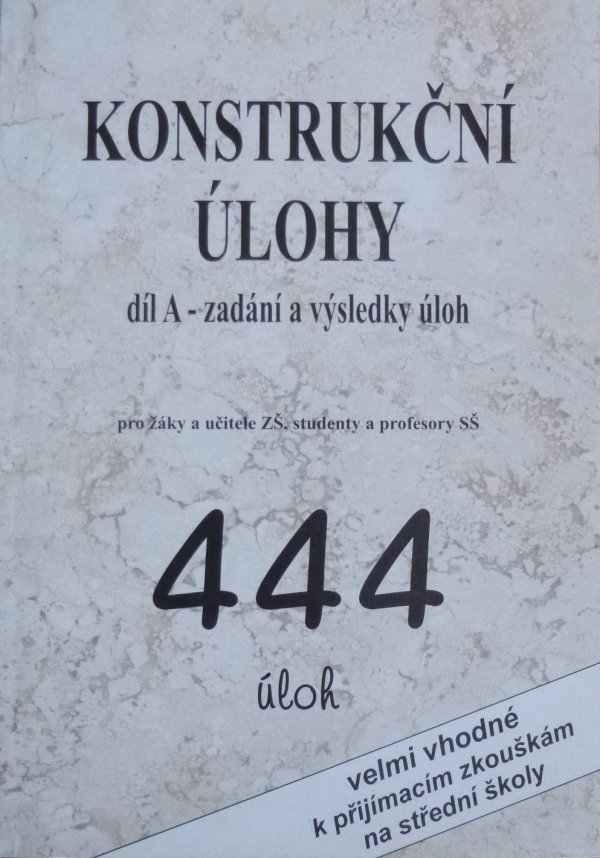 KONSTRUKČNÍ
ÚLOHY
díl A - zadání a výsledky úloh
pro žáky a učitele ZŠ, studenty a profesory SŠ
444
úloh
velmi vhodné
k přijímacím zkouškám
na střední školy